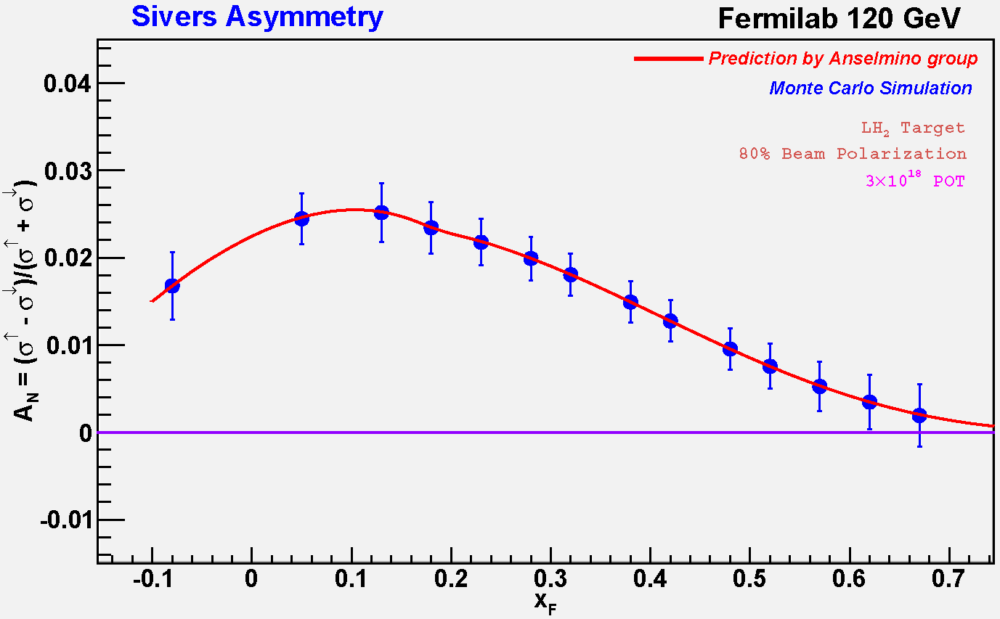 Sivers Asymmetry
Fermilab 120 GeV
Prediction by Anselmino group
Monte Carlo Simulation
LH₂ Target
80% Beam Polarization
3×10¹⁸ POT
A_N = (σ↑ - σ↓)/(σ↑ + σ↓)
0.04
0.03
0.02
0.01
0
-0.01
-0.1 0 0.1 0.2 0.3 0.4 0.5 0.6 0.7
x_F